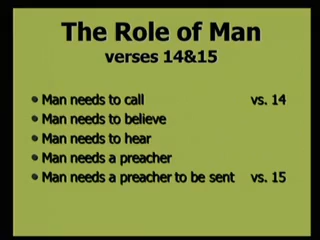 The Role of Man
verses 14&15
• Man needs to call vs. 14
• Man needs to believe
• Man needs to hear
• Man needs a preacher
• Man needs a preacher to be sent vs. 15